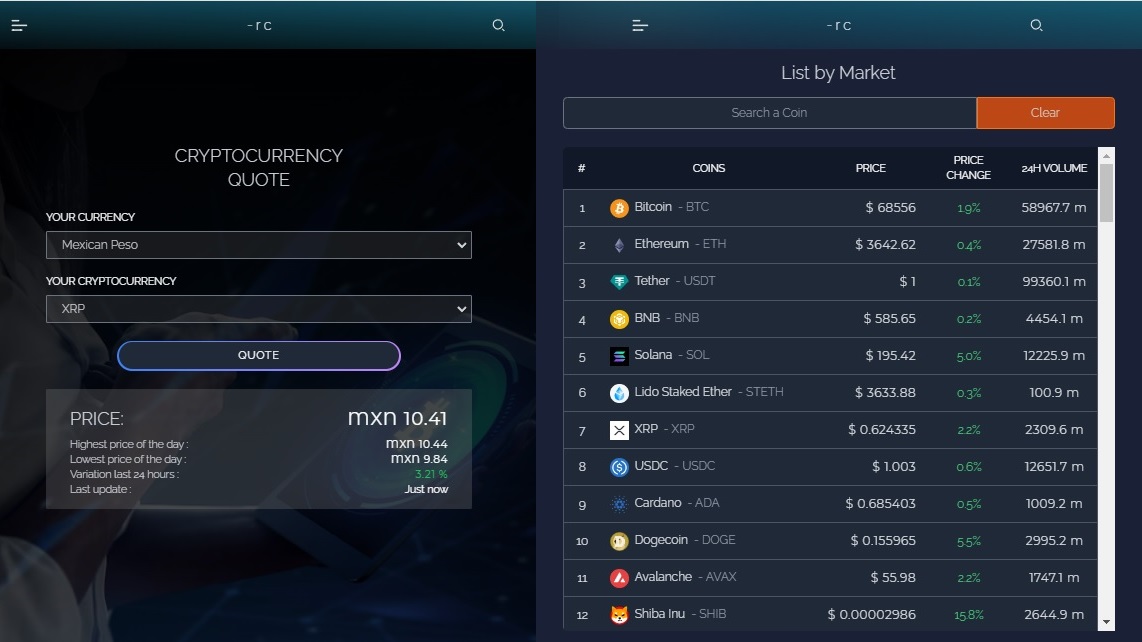 -rc
CRYPTOCURRENCY
QUOTE
YOUR CURRENCY
Mexican Peso
YOUR CRYPTOCURRENCY
XRP
QUOTE
PRICE: mxn 10.41
Highest price of the day : mxn 10.44
Lowest price of the day : mxn 9.84
Variation last 24 hours : 3.21 %
Last update : Just now
-rc
List by Market
Search a Coin Clear
# COINS PRICE PRICE CHANGE 24H VOLUME
1 Bitcoin - BTC $ 68556 1.9% 58967.7 m
2 Ethereum - ETH $ 3642.62 0.4% 27581.8 m
3 Tether - USDT $ 1 0.1% 99360.1 m
4 BNB - BNB $ 585.65 0.2% 4454.1 m
5 Solana - SOL $ 195.42 5.0% 12225.9 m
6 Lido Staked Ether - STETH $ 3633.88 0.3% 100.9 m
7 XRP - XRP $ 0.624335 2.2% 2309.6 m
8 USDC - USDC $ 1.003 0.6% 12651.7 m
9 Cardano - ADA $ 0.685403 0.5% 1009.2 m
10 Dogecoin - DOGE $ 0.155965 5.5% 2995.2 m
11 Avalanche - AVAX $ 55.98 2.2% 1747.1 m
12 Shiba Inu - SHIB $ 0.00002986 15.8% 2644.9 m